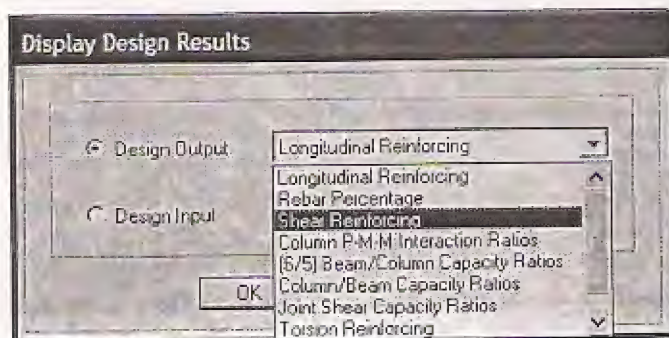 Display Design Results
Design Output
Longitudinal Reinforcing
Longitudinal Reinforcing
Rebar Percentage
Shear Reinforcing
Design Input
Column P-M-M Interaction Ratios
(6/5) Beam/Column Capacity Ratios
OK
Column/Beam Capacity Ratios
Joint Shear Capacity Ratios
Torsion Reinforcing